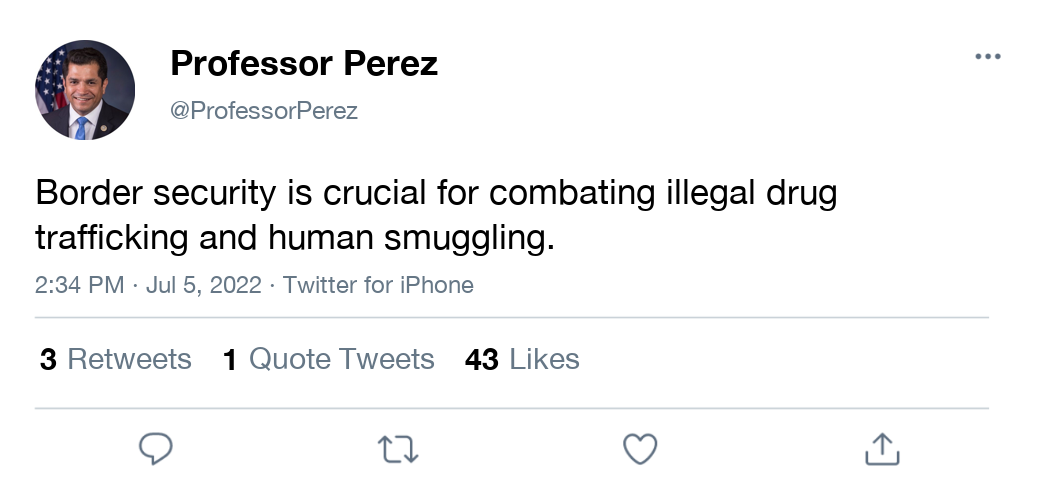 Professor Perez
@ProfessorPerez
Border security is crucial for combating illegal drug
trafficking and human smuggling.
2:34 PM · Jul 5, 2022 · Twitter for iPhone
3 Retweets 1 Quote Tweets 43 Likes